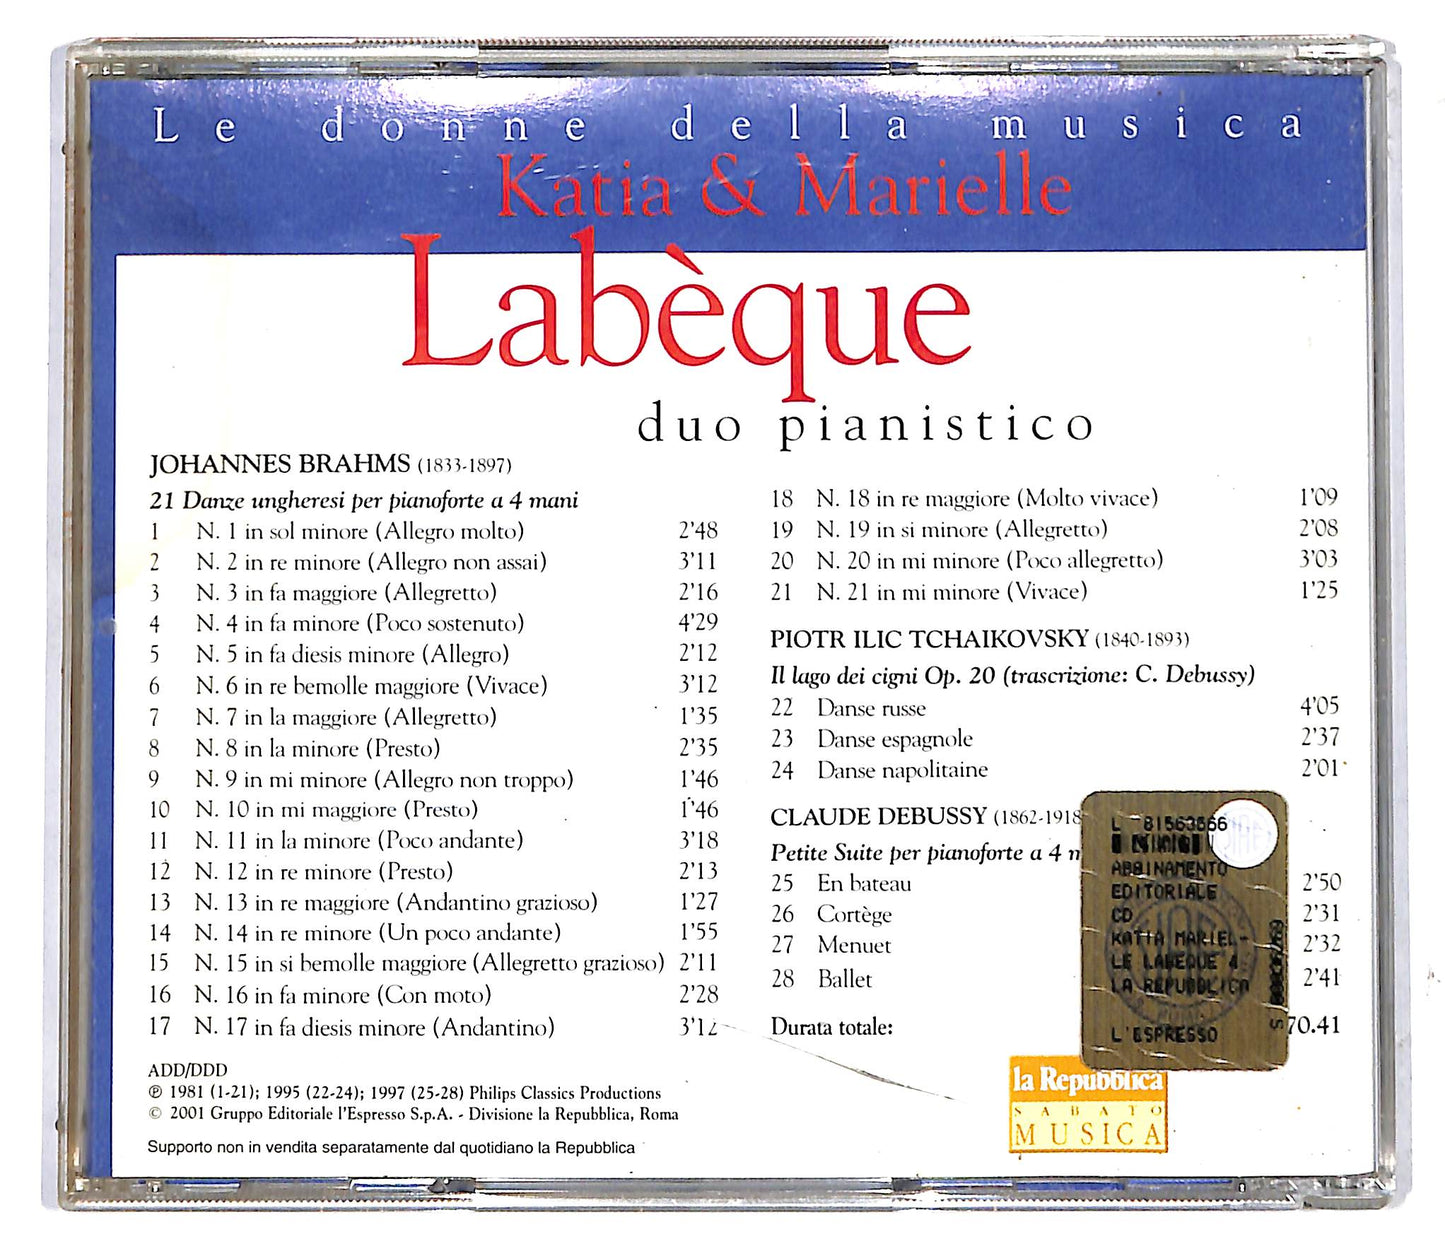 Le donne della musica
Katia & Marielle
Labèque
duo pianistico
JOHANNES BRAHMS (1833-1897)
21 Danze ungheresi per pianoforte a 4 mani
1 N. 1 in sol minore (Allegro molto) 2'48
2 N. 2 in re minore (Allegro non assai) 3'11
3 N. 3 in fa maggiore (Allegretto) 2'16
4 N. 4 in fa minore (Poco sostenuto) 4'29
5 N. 5 in fa diesis minore (Allegro) 2'12
6 N. 6 in re bemolle maggiore (Vivace) 3'12
7 N. 7 in la maggiore (Allegretto) 1'35
8 N. 8 in la minore (Presto) 2'35
9 N. 9 in mi minore (Allegro non troppo) 1'46
10 N. 10 in mi maggiore (Presto) 1'46
11 N. 11 in la minore (Poco andante) 3'18
12 N. 12 in re minore (Presto) 2'13
13 N. 13 in re maggiore (Andantino grazioso) 1'27
14 N. 14 in re minore (Un poco andante) 1'55
15 N. 15 in si bemolle maggiore (Allegretto grazioso) 2'11
16 N. 16 in fa minore (Con moto) 2'28
17 N. 17 in fa diesis minore (Andantino) 3'12
18 N. 18 in re maggiore (Molto vivace) 1'09
19 N. 19 in si minore (Allegretto) 2'08
20 N. 20 in mi minore (Poco allegretto) 3'03
21 N. 21 in mi minore (Vivace) 1'25
PIOTR ILIC TCHAIKOVSKY (1840-1893)
Il lago dei cigni Op. 20 (trascrizione: C. Debussy)
22 Danse russe 4'05
23 Danse espagnole 2'37
24 Danse napolitaine 2'01
CLAUDE DEBUSSY (1862-1918
Petite Suite per pianoforte a 4
25 En bateau 2'50
26 Cortège 2'31
27 Menuet 2'32
28 Ballet 2'41
Durata totale: 70.41
L 81563666
ABBINAMENTO
EDITORIALE
CD
KATIA MARIEL-
LE LABEQUE 4
LA REPUBBLICA
L'ESPRESSO
ADD/DDD
℗ 1981 (1-21); 1995 (22-24); 1997 (25-28) Philips Classics Productions
© 2001 Gruppo Editoriale l'Espresso S.p.A. - Divisione la Repubblica, Roma
Supporto non in vendita separatamente dal quotidiano la Repubblica
la Repubblica
SABATO
MUSICA